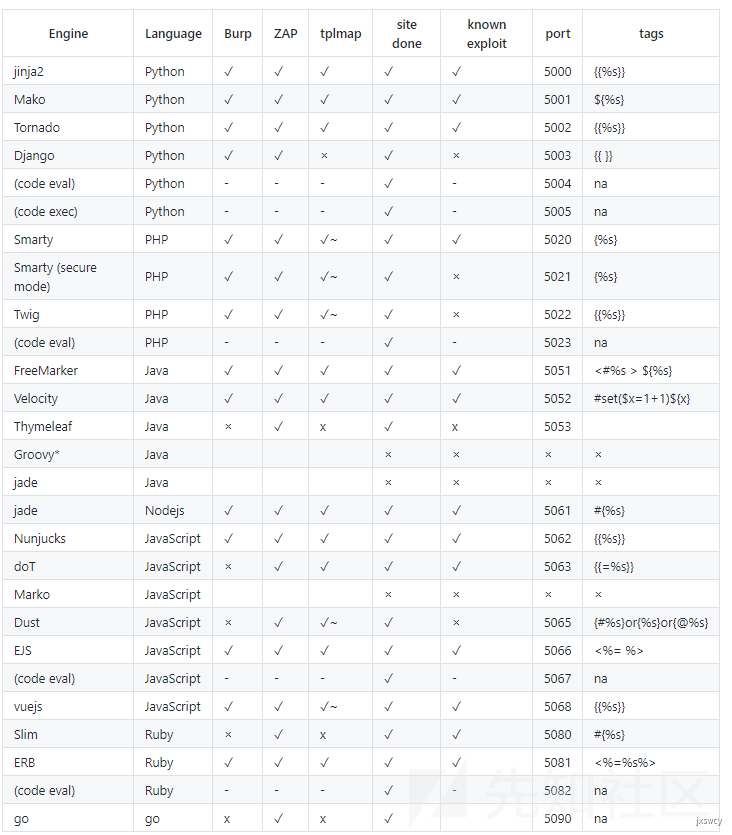 Engine Language Burp ZAP tplmap site done known exploit port tags
jinja2 Python ✓ ✓ ✓ ✓ ✓ 5000 {{%s}}
Mako Python ✓ ✓ ✓ ✓ ✓ 5001 ${%s}
Tornado Python ✓ ✓ ✓ ✓ ✓ 5002 {{%s}}
Django Python ✓ ✓ × ✓ × 5003 {{ }}
(code eval) Python - - - ✓ - 5004 na
(code exec) Python - - - ✓ - 5005 na
Smarty PHP ✓ ✓ ✓~ ✓ ✓ 5020 {%s}
Smarty (secure mode) PHP ✓ ✓ ✓~ ✓ × 5021 {%s}
Twig PHP ✓ ✓ ✓~ ✓ × 5022 {{%s}}
(code eval) PHP - - - ✓ - 5023 na
FreeMarker Java ✓ ✓ ✓ ✓ ✓ 5051 <#%s > ${%s}
Velocity Java ✓ ✓ ✓ ✓ ✓ 5052 #set($x=1+1)${x}
Thymeleaf Java × ✓ x ✓ x 5053
Groovy* Java × × × ×
jade Java × × × ×
jade Nodejs ✓ ✓ ✓ ✓ ✓ 5061 #{%s}
Nunjucks JavaScript ✓ ✓ ✓ ✓ ✓ 5062 {{%s}}
doT JavaScript × ✓ ✓ ✓ ✓ 5063 {{=%s}}
Marko JavaScript × × × ×
Dust JavaScript × ✓ ✓~ ✓ × 5065 {#%s}or{%s}or{@%s}
EJS JavaScript ✓ ✓ ✓ ✓ ✓ 5066 <%= %>
(code eval) JavaScript - - - ✓ - 5067 na
vuejs JavaScript ✓ ✓ ✓~ ✓ ✓ 5068 {{%s}}
Slim Ruby × ✓ x ✓ ✓ 5080 #{%s}
ERB Ruby ✓ ✓ ✓ ✓ ✓ 5081 <%=%s%>
(code eval) Ruby - - - ✓ - 5082 na
go go x ✓ x ✓ 5090 na
先知社区
jxswcy